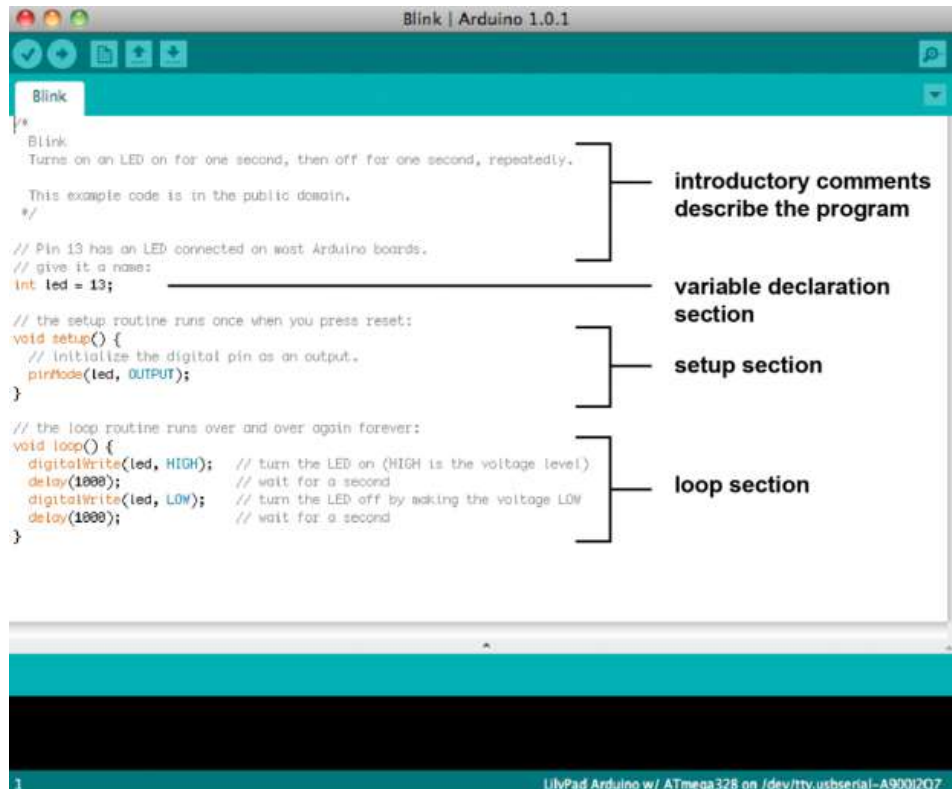 Blink | Arduino 1.0.1
Blink
/*
Blink
Turns on an LED on for one second, then off for one second, repeatedly.
This example code is in the public domain.
*/
introductory comments
describe the program
// Pin 13 has an LED connected on most Arduino boards.
// give it a name:
int led = 13;
variable declaration
section
// the setup routine runs once when you press reset:
void setup() {
// initialize the digital pin as an output.
pinMode(led, OUTPUT);
}
setup section
// the loop routine runs over and over again forever:
void loop() {
digitalWrite(led, HIGH); // turn the LED on (HIGH is the voltage level)
delay(1000); // wait for a second
digitalWrite(led, LOW); // turn the LED off by making the voltage LOW
delay(1000); // wait for a second
}
loop section
1
LilyPad Arduino w/ ATmega328 on /dev/tty.usbserial-A900I2O7